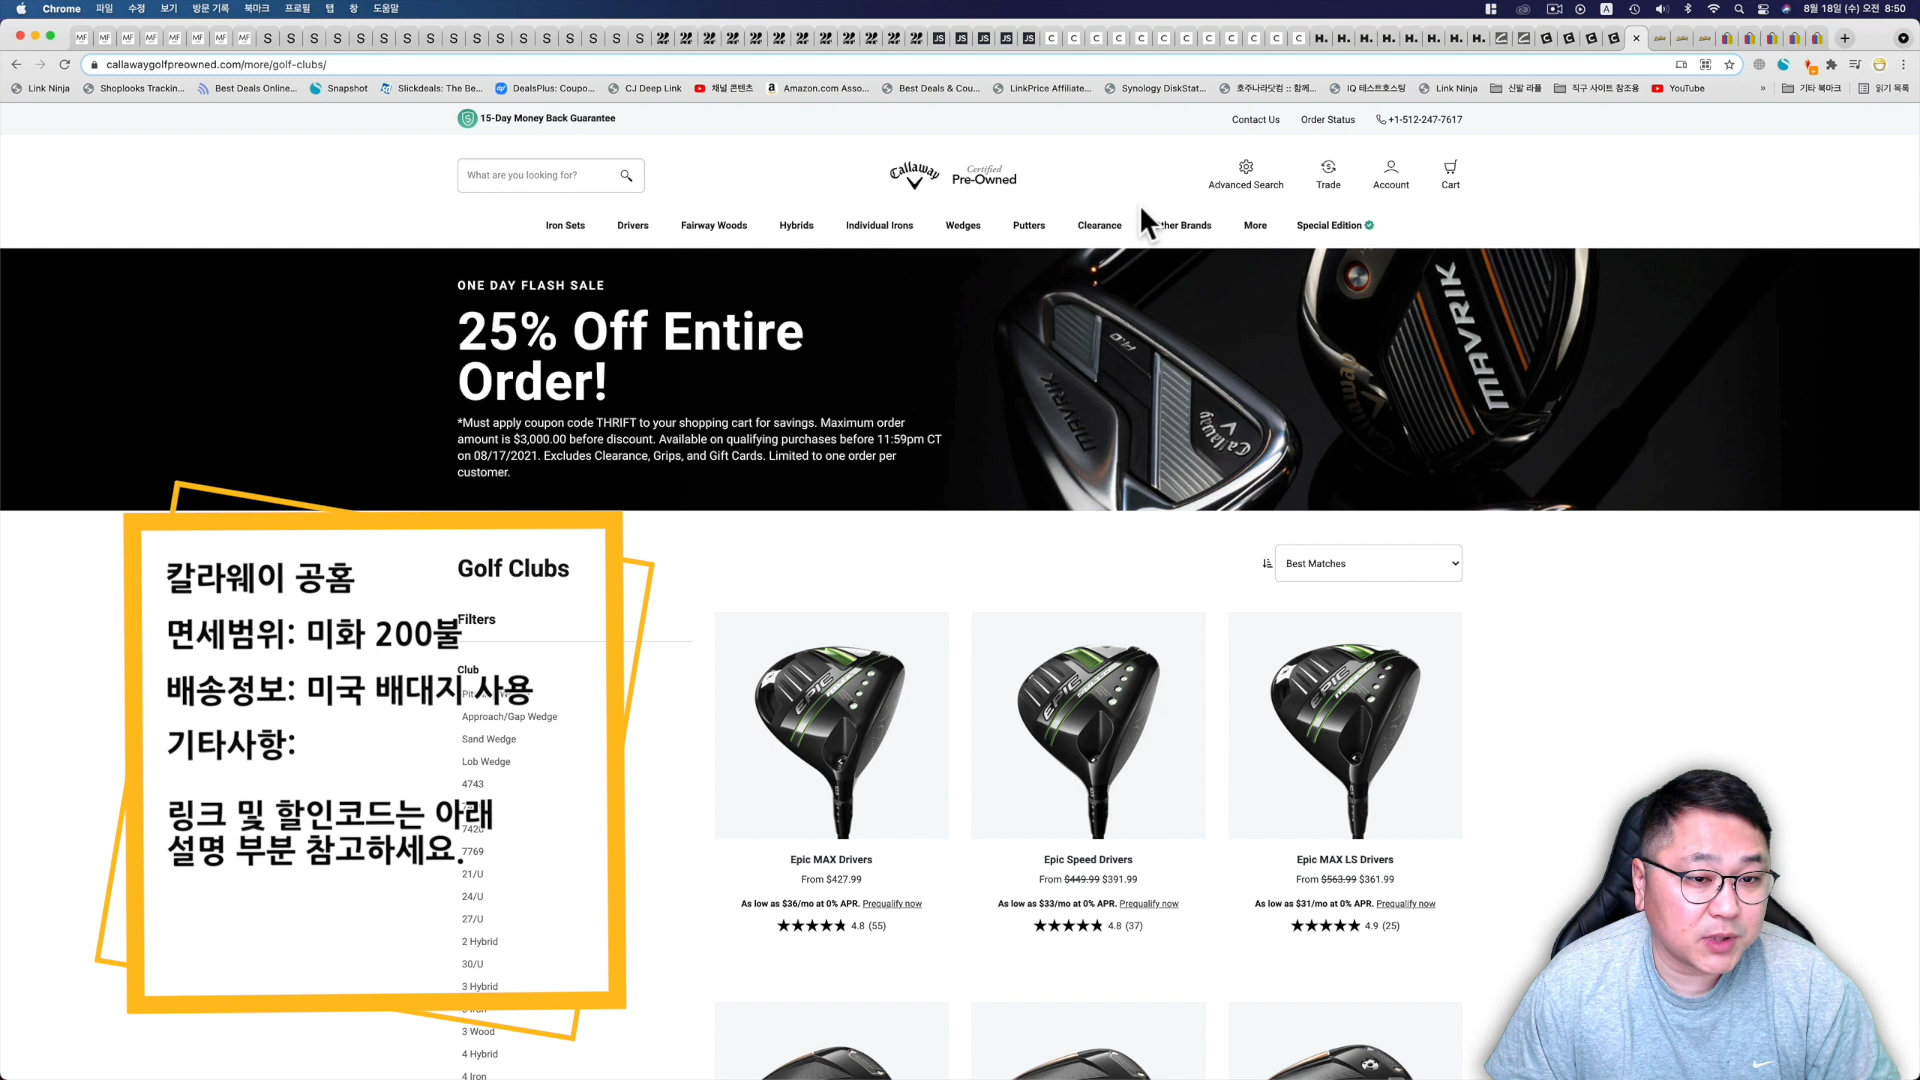 Chrome 파일 수정 보기 방문 기록 북마크 프로필 탭 창 도움말
8월 18일 (수) 오전 8:50
callawaygolfpreowned.com/more/golf-clubs/
Link Ninja Shoplooks Trackin... Best Deals Online... Snapshot Slickdeals: The Be... DealsPlus: Coupo... CJ Deep Link 채널 콘텐츠 Amazon.com Asso... Best Deals & Cou... LinkPrice Affiliate... Synology DiskStat... 호주나라닷컴 :: 함께... IQ 테스트호스팅 Link Ninja 신발 라플 직구 사이트 참조용 YouTube » 기타 북마크 읽기 목록
15-Day Money Back Guarantee
Contact Us Order Status +1-512-247-7617
What are you looking for?
Callaway Certified Pre-Owned
Advanced Search Trade Account Cart
Iron Sets Drivers Fairway Woods Hybrids Individual Irons Wedges Putters Clearance ther Brands More Special Edition
ONE DAY FLASH SALE
25% Off Entire
Order!
*Must apply coupon code THRIFT to your shopping cart for savings. Maximum order
amount is $3,000.00 before discount. Available on qualifying purchases before 11:59pm CT
on 08/17/2021. Excludes Clearance, Grips, and Gift Cards. Limited to one order per
customer.
MAVRIK
Callaway
MAVRIK
칼라웨이 공홈
면세범위: 미화 200불
배송정보: 미국 배대지 사용
기타사항:
링크 및 할인코드는 아래
설명 부분 참고하세요.
Golf Clubs
Best Matches
Filters
Club
Approach/Gap Wedge
Sand Wedge
Lob Wedge
4743
7420
7769
21/U
24/U
27/U
2 Hybrid
30/U
3 Hybrid
3 Wood
4 Hybrid
4 Iron
EPIC
EPIC
EPIC
Epic MAX Drivers
From $427.99
As low as $36/mo at 0% APR. Prequalify now
4.8 (55)
Epic Speed Drivers
From $449.99 $391.99
As low as $33/mo at 0% APR. Prequalify now
4.8 (37)
Epic MAX LS Drivers
From $563.99 $361.99
As low as $31/mo at 0% APR. Prequalify now
4.9 (25)